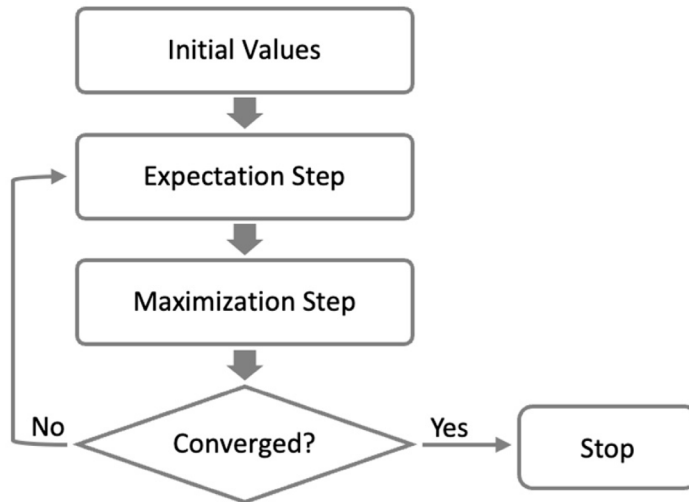 Initial Values
Expectation Step
Maximization Step
No
Converged?
Yes
Stop